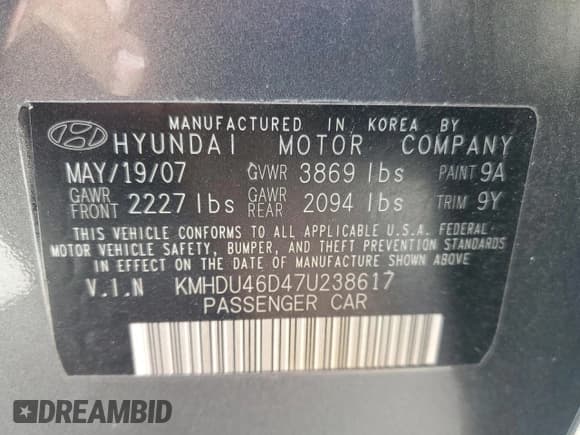 MANUFACTURED IN KOREA BY
HYUNDAI MOTOR COMPANY
MAY/19/07 GVWR 3869 lbs PAINT 9A
GAWR FRONT 2227 lbs GAWR REAR 2094 lbs TRIM 9Y
THIS VEHICLE CONFORMS TO ALL APPLICABLE U.S.A. FEDERAL
MOTOR VEHICLE SAFETY, BUMPER, AND THEFT PREVENTION STANDARDS
IN EFFECT ON THE DATE OF MANUFACTURE SHOWN ABOVE
V.I.N KMHDU46D47U238617
PASSENGER CAR
DREAMBID